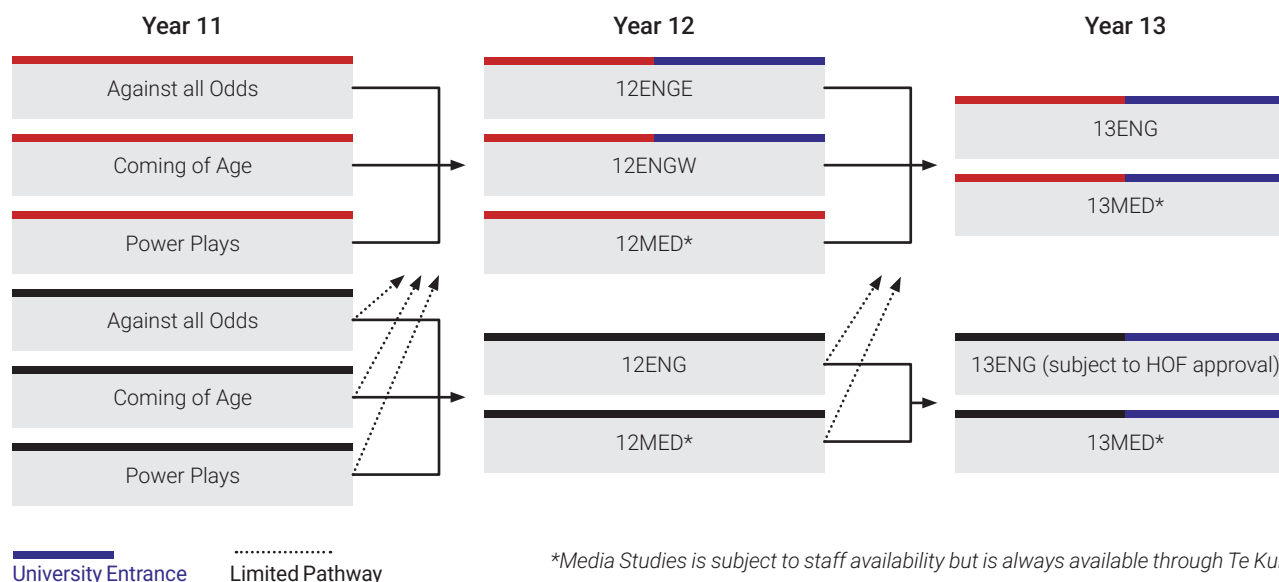 Year 11
Year 12
Year 13
Against all Odds
Coming of Age
Power Plays
Against all Odds
Coming of Age
Power Plays
12ENGE
12ENGW
12MED*
12ENG
12MED*
13ENG
13MED*
13ENG (subject to HOF approval)
13MED*
University Entrance
Limited Pathway
*Media Studies is subject to staff availability but is always available through Te